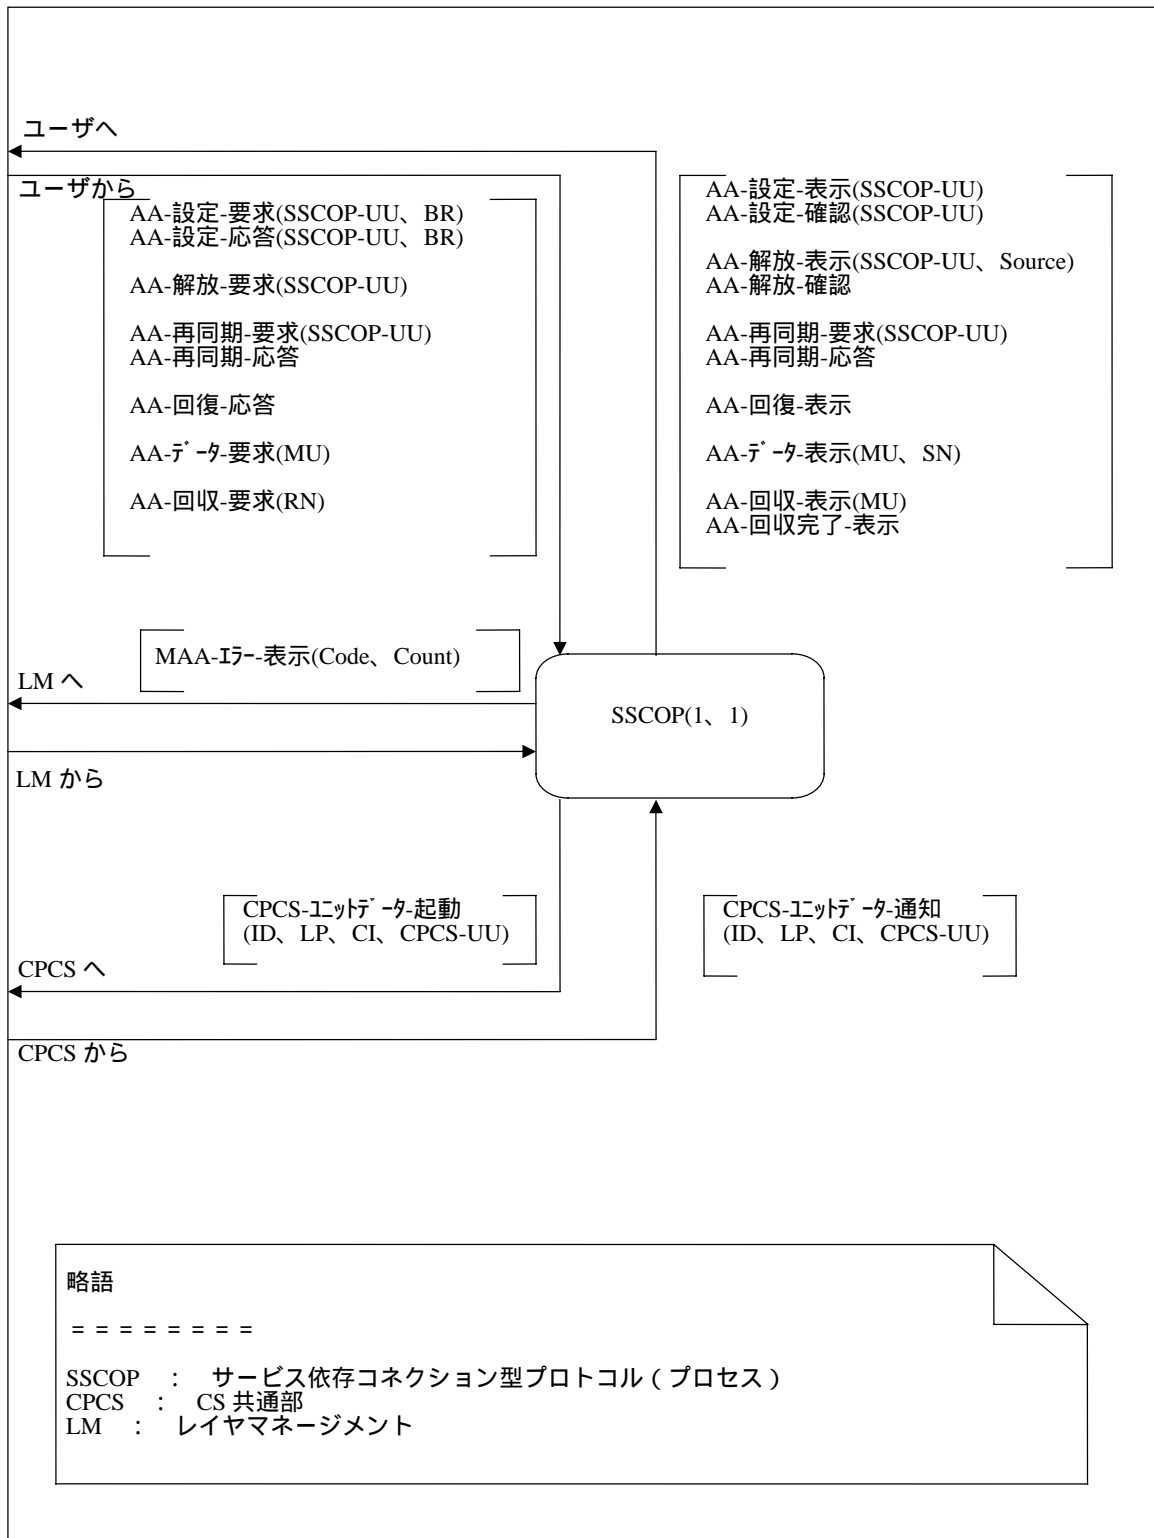 ユーザへ
ユーザから
AA-設定-要求(SSCOP-UU、BR)
AA-設定-応答(SSCOP-UU、BR)
AA-解放-要求(SSCOP-UU)
AA-再同期-要求(SSCOP-UU)
AA-再同期-応答
AA-回復-応答
AA-ﾃﾞｰﾀ-要求(MU)
AA-回収-要求(RN)
AA-設定-表示(SSCOP-UU)
AA-設定-確認(SSCOP-UU)
AA-解放-表示(SSCOP-UU、Source)
AA-解放-確認
AA-再同期-要求(SSCOP-UU)
AA-再同期-応答
AA-回復-表示
AA-ﾃﾞｰﾀ-表示(MU、SN)
AA-回収-表示(MU)
AA-回収完了-表示
MAA-ｴﾗｰ-表示(Code、Count)
LM へ
SSCOP(1、1)
LM から
CPCS-ﾕﾆｯﾄﾃﾞｰﾀ-起動
(ID、LP、CI、CPCS-UU)
CPCS-ﾕﾆｯﾄﾃﾞｰﾀ-通知
(ID、LP、CI、CPCS-UU)
CPCS へ
CPCS から
略語
＝＝＝＝＝＝＝＝
SSCOP ： サービス依存コネクション型プロトコル（プロセス）
CPCS ： CS 共通部
LM ： レイヤマネージメント